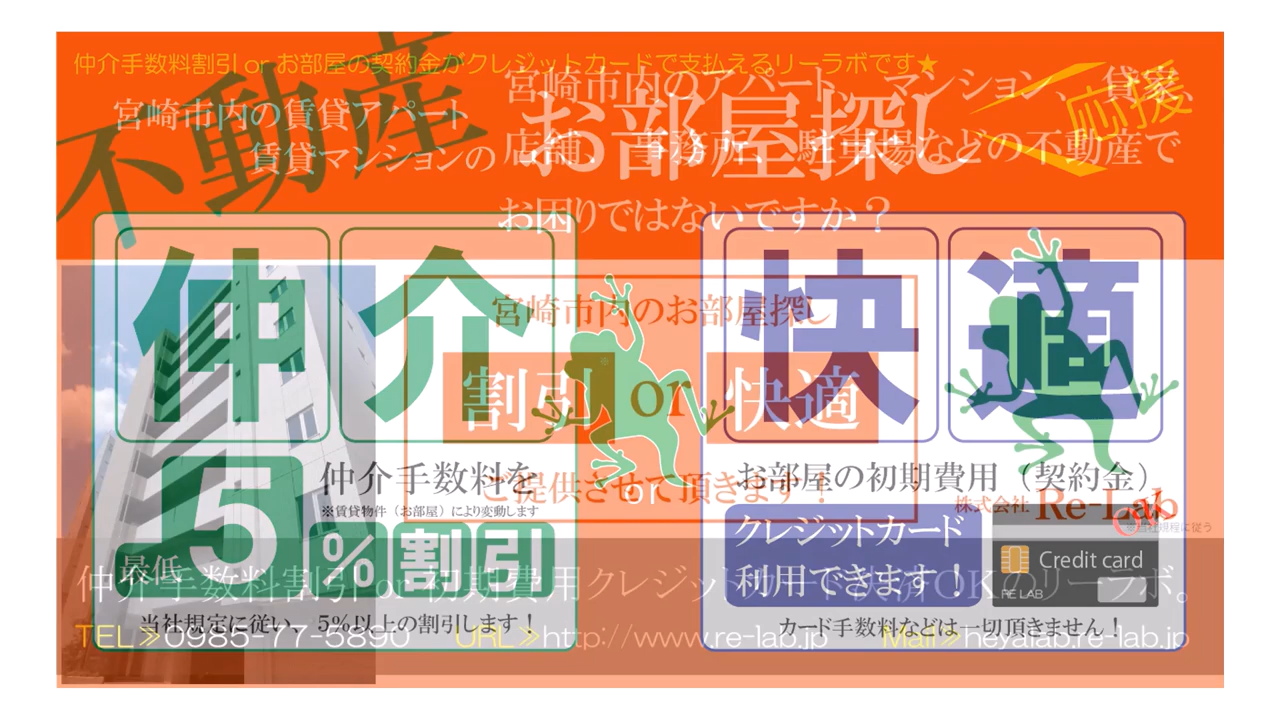 仲介手数料割引 or お部屋の契約金がクレジットカードで支払えるリーラボです★
不動産
宮崎市内の賃貸アパート
賃貸マンションの
お部屋探し
応援
宮崎市内のアパート、マンション、貸家、
店舗、事務所、駐車場などの不動産で
お困りではないですか？
仲介
快適
宮崎市内のお部屋探し
割引 or 快適
ご提供させて頂きます！
仲介手数料を
※賃貸物件（お部屋）により変動します
最低5%割引
当社規定に従い、5%以上の割引します！
or
お部屋の初期費用（契約金）
クレジットカード
利用できます！
Credit card
RE LAB
カード手数料などは一切頂きません！
株式会社 Re-Lab
※当社規程に従う
仲介手数料割引 or 初期費用クレジットカード決済OKのリーラボ。
TEL≫0985-77-5890 URL≫http://www.re-lab.jp Mail≫heya@re-lab.jp